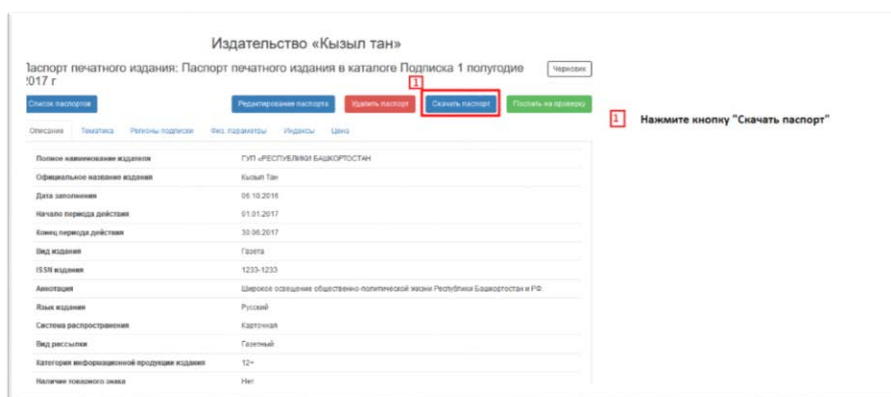 Издательство «Кызыл тан»
Паспорт печатного издания: Паспорт печатного издания в каталоге Подписка 1 полугодие
2017 г
Черновик
1
Список паспортов
Редактирование паспорта
Удалить паспорт
Скачать паспорт
Послать на проверку
1 Нажмите кнопку "Скачать паспорт"
Описание Тематика Регионы подписки Физ. параметры Индексы Цена
Полное наименование издателя ГУП «РЕСПУБЛИКИ БАШКОРТОСТАН
Официальное название издания Кызыл Тан
Дата заполнения 06.10.2016
Начало периода действия 01.01.2017
Конец периода действия 30.06.2017
Вид издания Газета
ISSN издания 1233-1233
Аннотация Широкое освещение общественно-политической жизни Республики Башкортостан и РФ.
Язык издания Русский
Система распространения Карточная
Вид рассылки Газетный
Категория информационной продукции издания 12+
Наличие товарного знака Нет